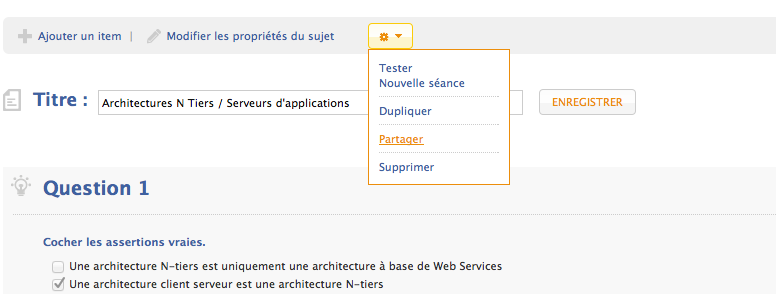 Ajouter un item | Modifier les propriétés du sujet
Tester
Nouvelle séance
Dupliquer
Partager
Supprimer
Titre : Architectures N Tiers / Serveurs d'applications ENREGISTRER
Question 1
Cocher les assertions vraies.
Une architecture N-tiers est uniquement une architecture à base de Web Services
Une architecture client serveur est une architecture N-tiers